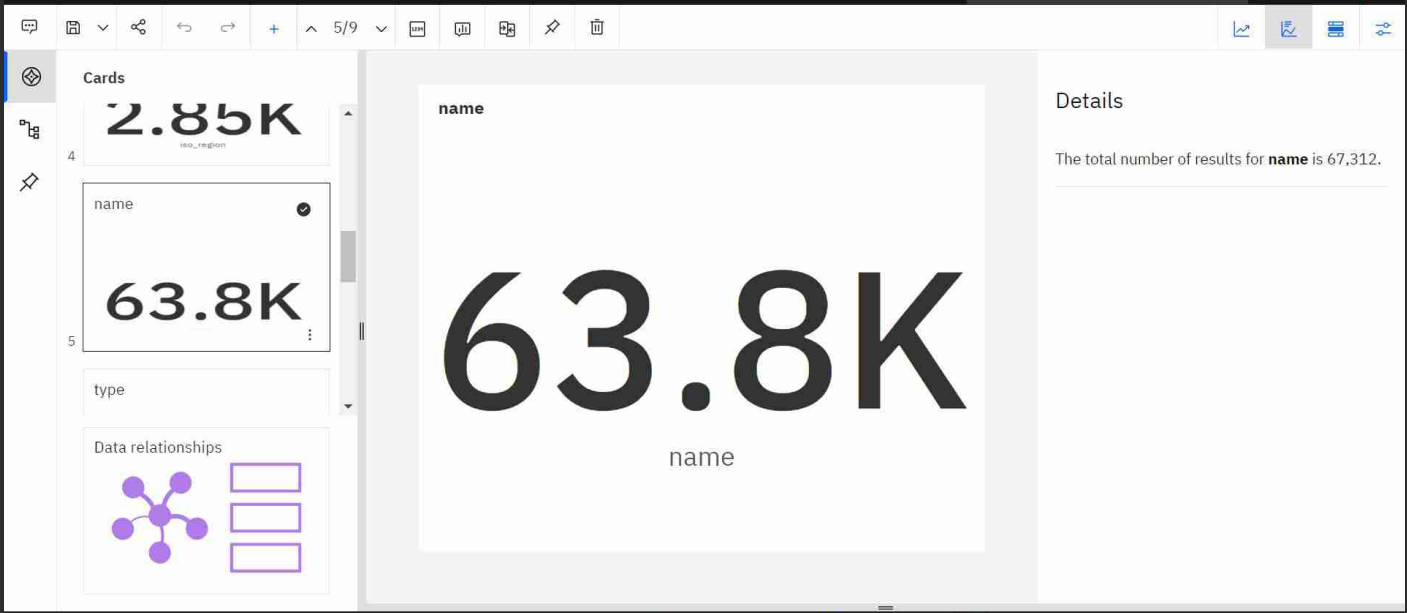 5/9
1234
Cards
2.85K
iso_region
4
name
63.8K
5
type
Data relationships
name
63.8K
name
Details
The total number of results for name is 67,312.